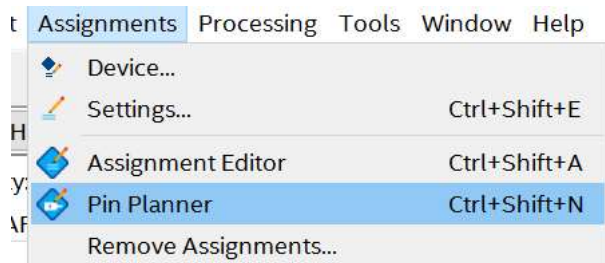 t Assignments Processing Tools Window Help
Device...
Settings... Ctrl+Shift+E
H
Assignment Editor Ctrl+Shift+A
y:
Pin Planner Ctrl+Shift+N
AF
Remove Assignments...